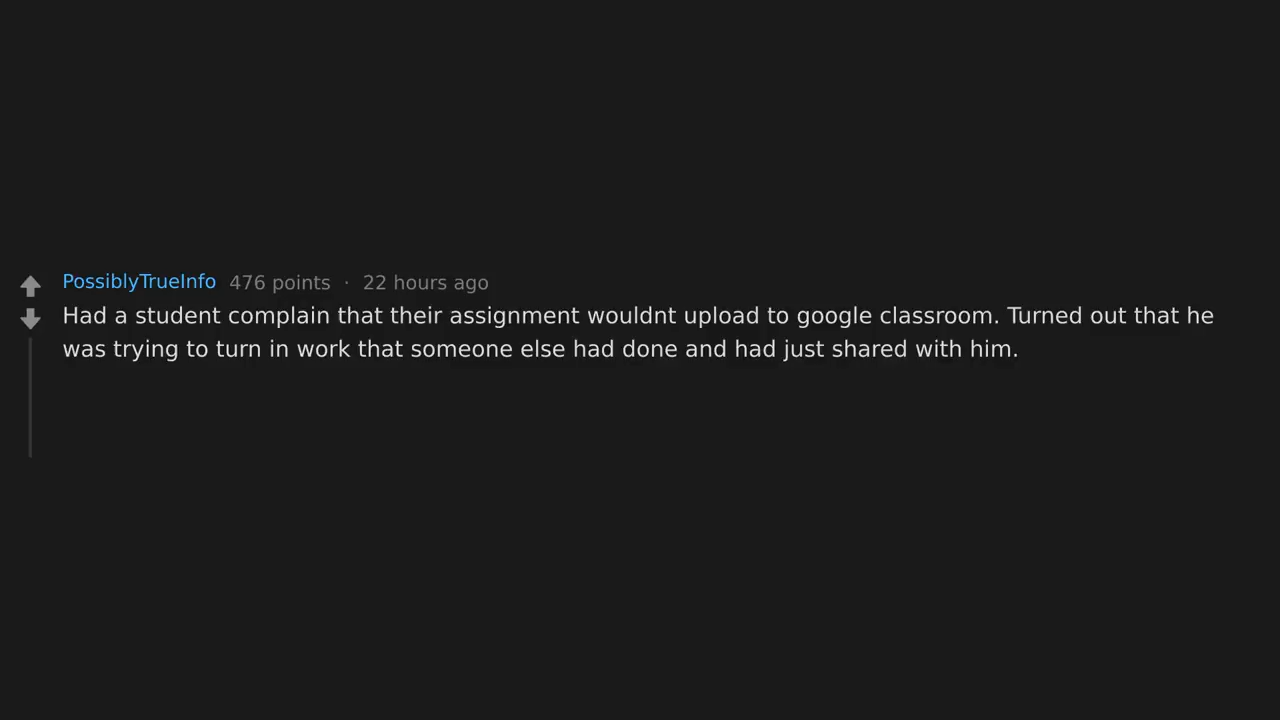 PossiblyTrueInfo 476 points · 22 hours ago
Had a student complain that their assignment wouldnt upload to google classroom. Turned out that he
was trying to turn in work that someone else had done and had just shared with him.